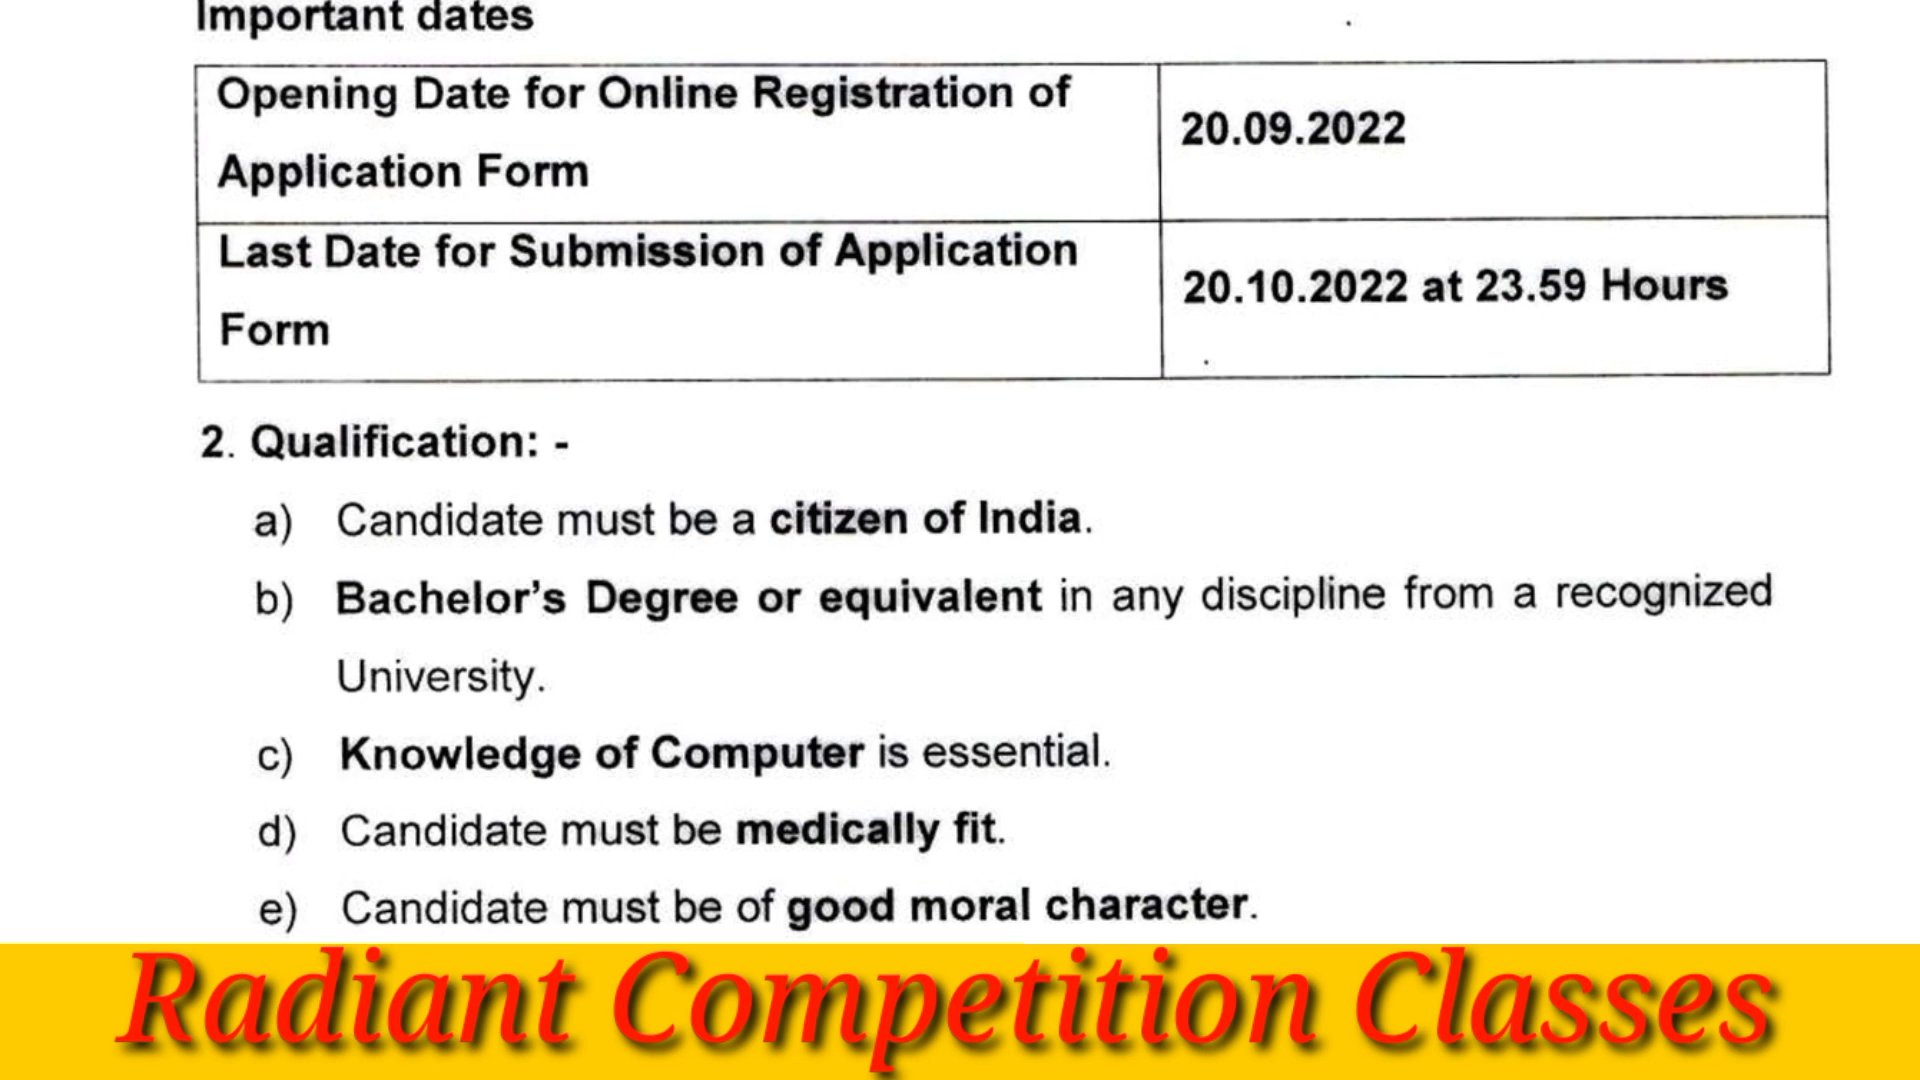 Important dates
Opening Date for Online Registration of
Application Form
20.09.2022
Last Date for Submission of Application
Form
20.10.2022 at 23.59 Hours
2. Qualification: -
a) Candidate must be a citizen of India.
b) Bachelor's Degree or equivalent in any discipline from a recognized
University.
c) Knowledge of Computer is essential.
d) Candidate must be medically fit.
e) Candidate must be of good moral character.
Radiant Competition Classes